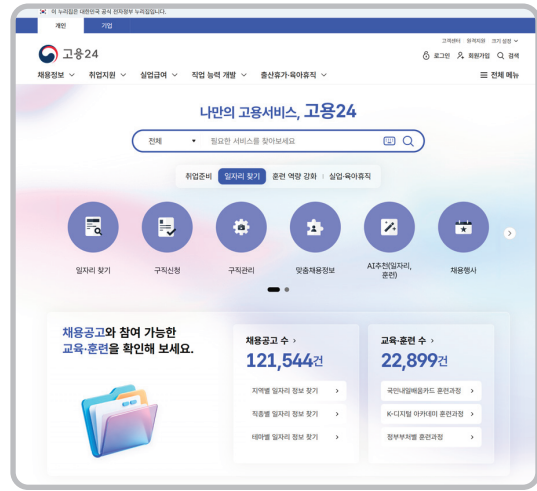 이 누리집은 대한민국 공식 전자정부 누리집입니다.
개인 기업
고객센터 원격지원 크기 설정
고용24
로그인 회원가입 검색
채용정보 취업지원 실업급여 직업 능력 개발 출산휴가·육아휴직 전체 메뉴
나만의 고용서비스, 고용24
전체 필요한 서비스를 찾아보세요
취업준비 일자리 찾기 훈련 역량 강화 실업·육아휴직
일자리 찾기 구직신청 구직관리 맞춤채용정보 AI추천(일자리, 훈련) 채용행사
채용공고와 참여 가능한
교육·훈련을 확인해 보세요.
채용공고 수
121,544건
지역별 일자리 정보 찾기
직종별 일자리 정보 찾기
테마별 일자리 정보 찾기
교육·훈련 수
22,899건
국민내일배움카드 훈련과정
K-디지털 아카데미 훈련과정
정부부처별 훈련과정